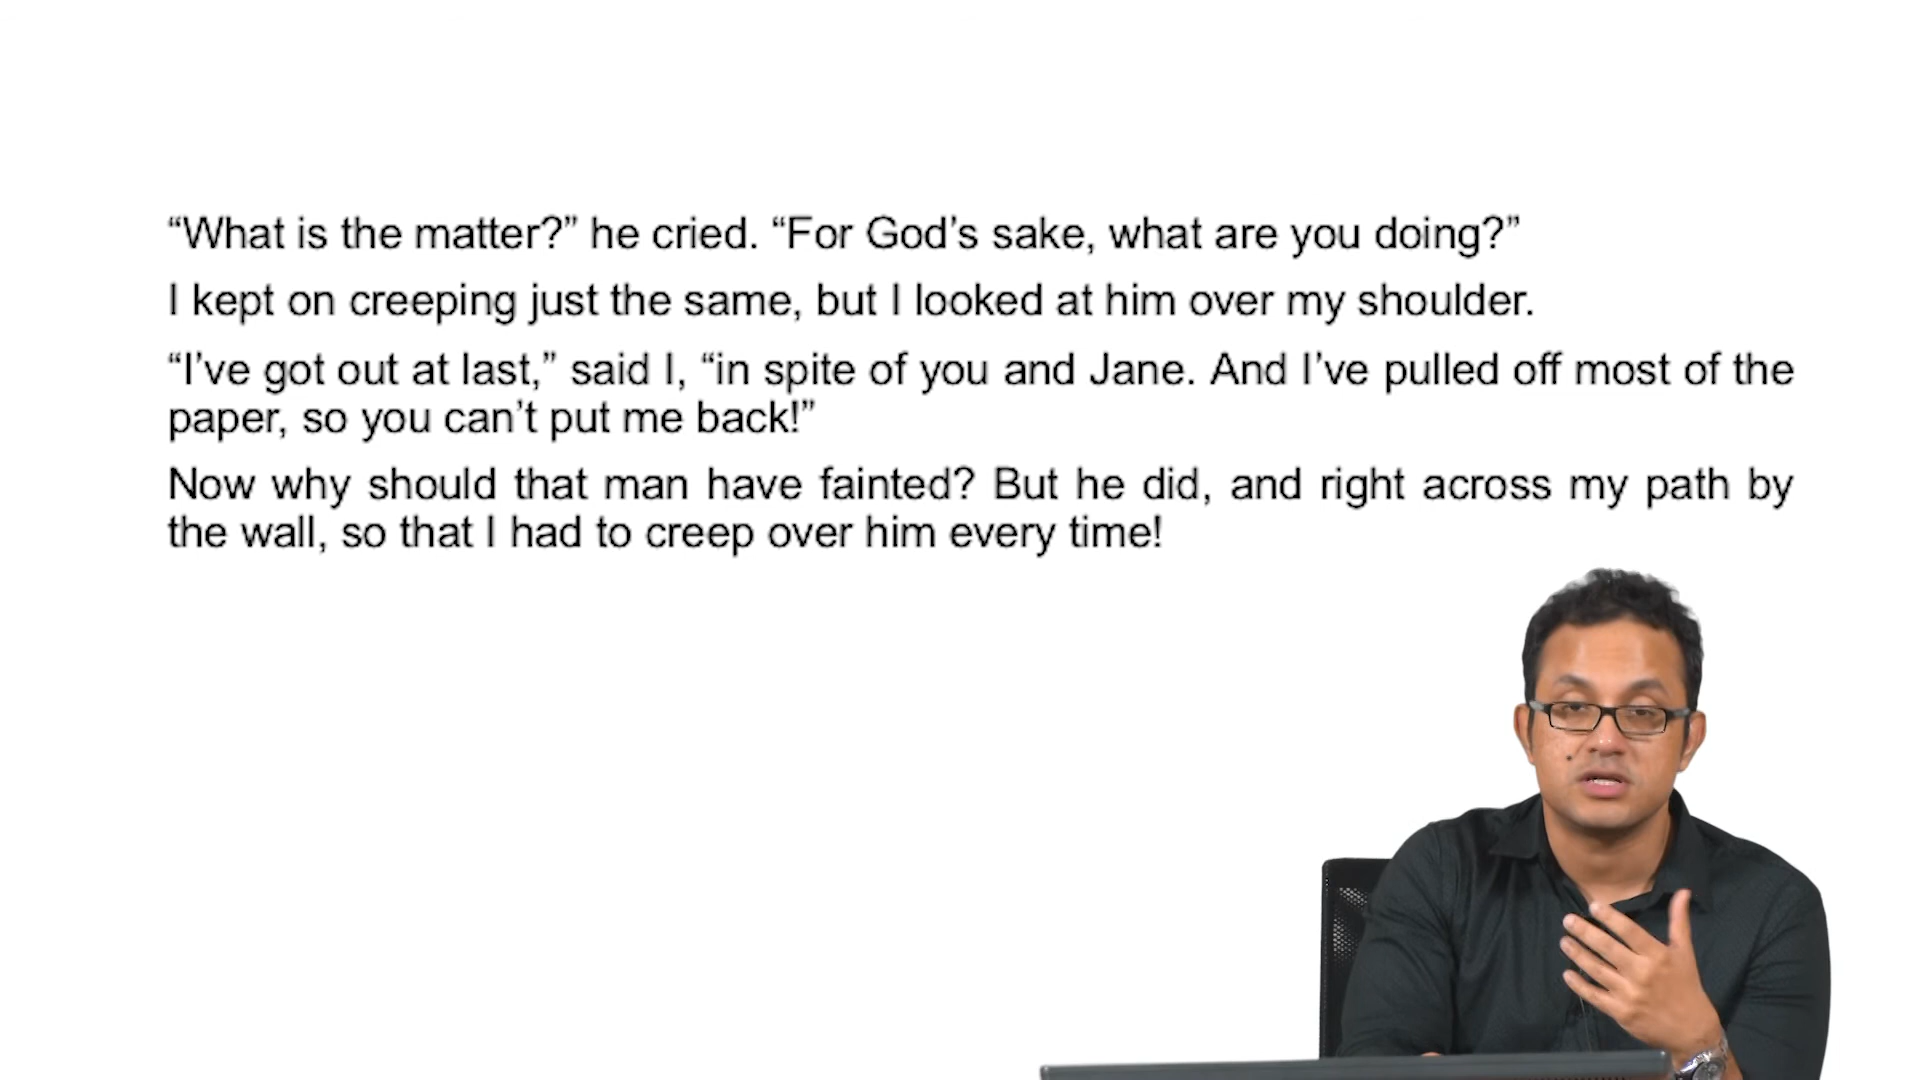 “What is the matter?” he cried. “For God’s sake, what are you doing?”
I kept on creeping just the same, but I looked at him over my shoulder.
“I’ve got out at last,” said I, “in spite of you and Jane. And I’ve pulled off most of the
paper, so you can’t put me back!”
Now why should that man have fainted? But he did, and right across my path by
the wall, so that I had to creep over him every time!